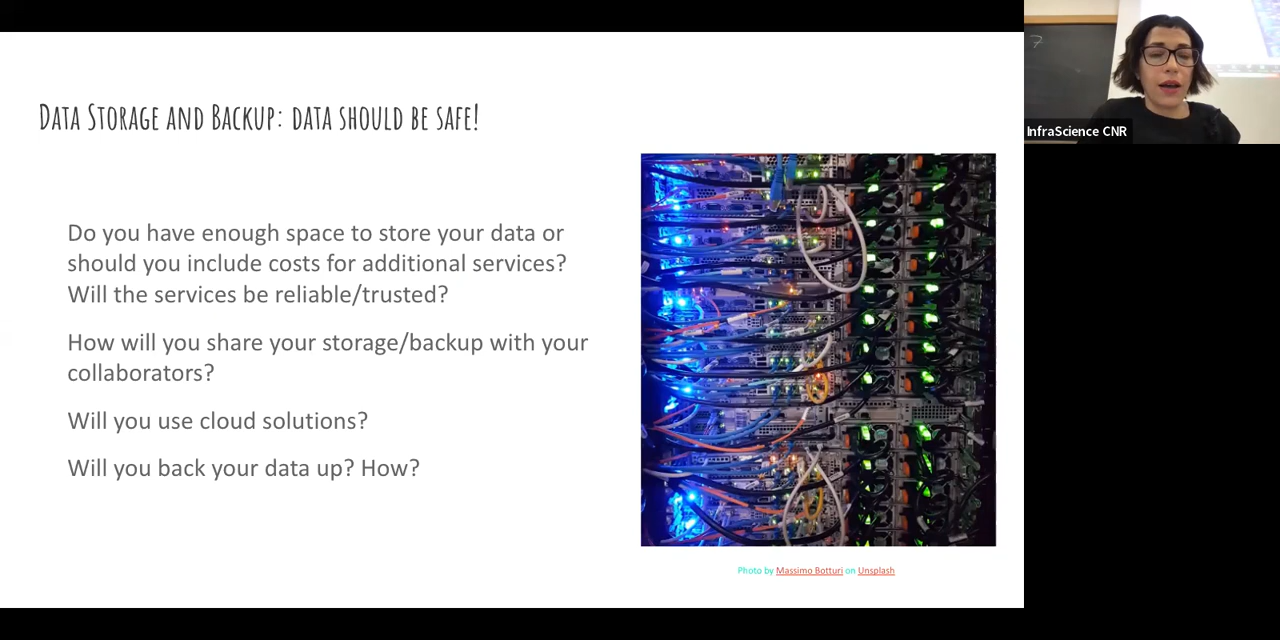 DATA STORAGE AND BACKUP: DATA SHOULD BE SAFE!
Do you have enough space to store your data or
should you include costs for additional services?
Will the services be reliable/trusted?
How will you share your storage/backup with your
collaborators?
Will you use cloud solutions?
Will you back your data up? How?
Photo by Massimo Botturi on Unsplash
InfraScience CNR